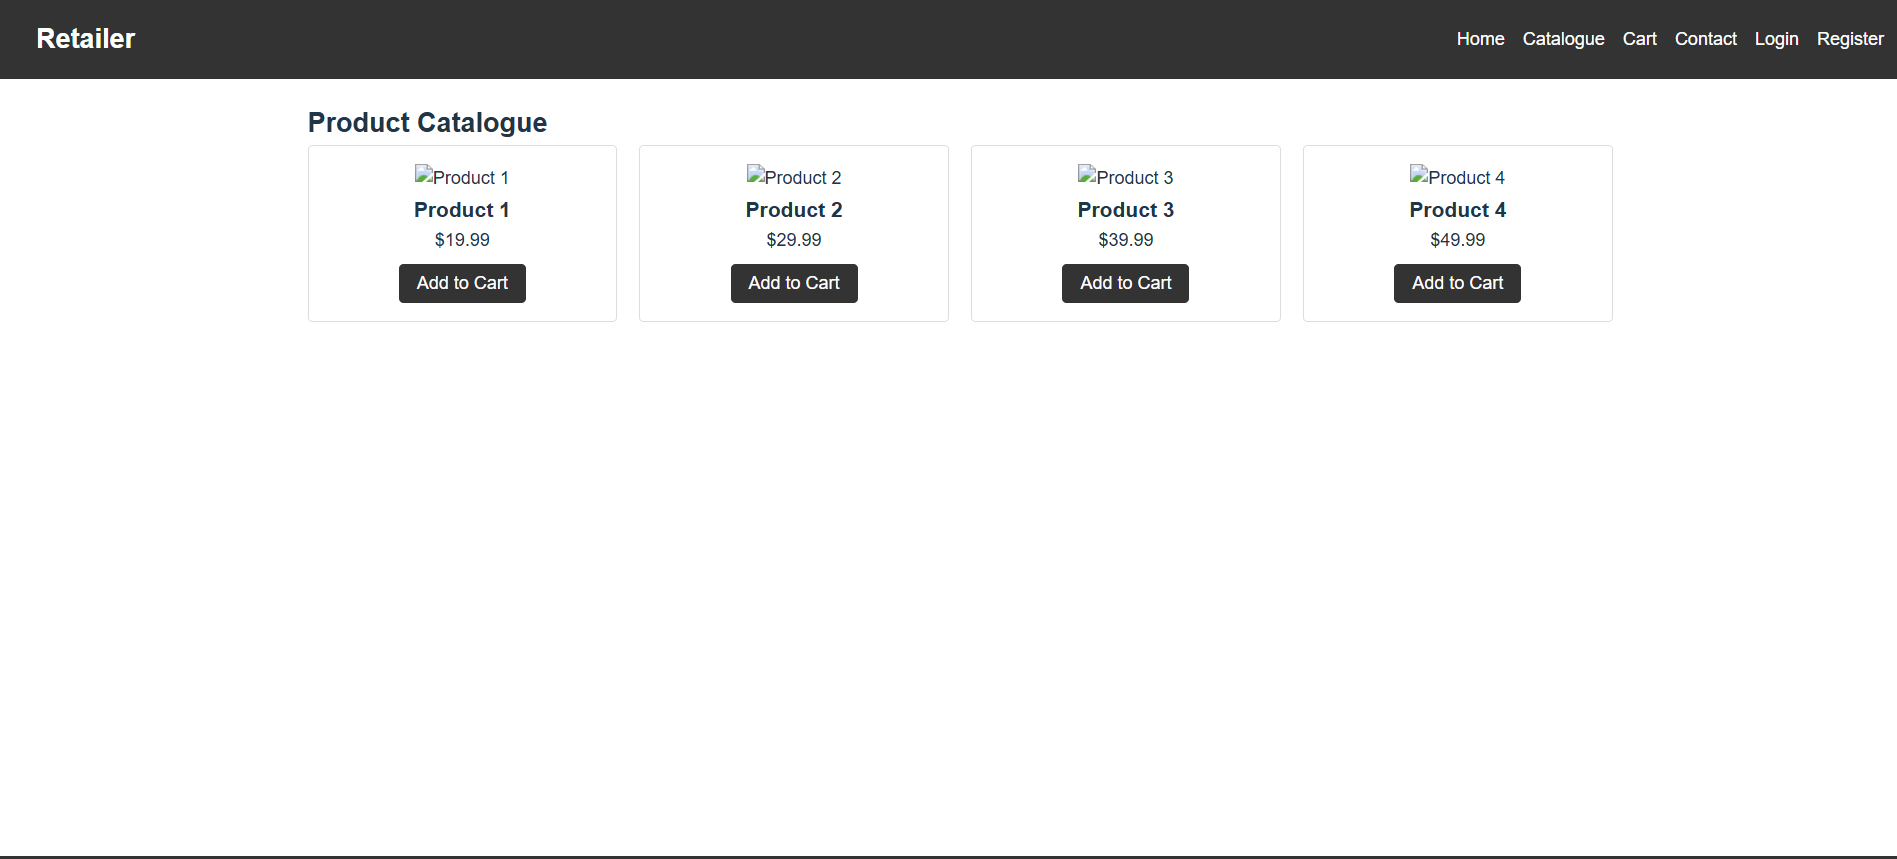 Retailer
Home Catalogue Cart Contact Login Register
Product Catalogue
Product 1 Product 2 Product 3 Product 4
Product 1 Product 2 Product 3 Product 4
$19.99 $29.99 $39.99 $49.99
Add to Cart Add to Cart Add to Cart Add to Cart